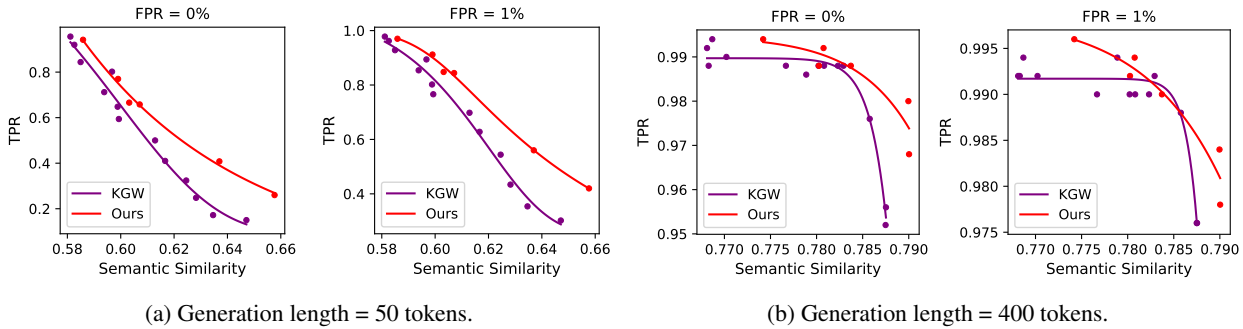 FPR = 0%
TPR
0.8
0.6
0.4
0.2
KGW
Ours
0.58 0.60 0.62 0.64 0.66
Semantic Similarity
FPR = 1%
TPR
1.0
0.8
0.6
0.4
KGW
Ours
0.58 0.60 0.62 0.64 0.66
Semantic Similarity
(a) Generation length = 50 tokens.
FPR = 0%
TPR
0.99
0.98
0.97
0.96
0.95
KGW
Ours
0.770 0.775 0.780 0.785 0.790
Semantic Similarity
FPR = 1%
TPR
0.995
0.990
0.985
0.980
0.975
KGW
Ours
0.770 0.775 0.780 0.785 0.790
Semantic Similarity
(b) Generation length = 400 tokens.